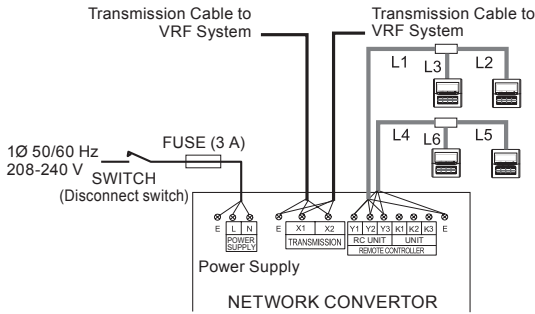 Transmission Cable to
VRF System
Transmission Cable to
VRF System
L1
L3
L2
L4
L6
L5
FUSE (3 A)
1Ø 50/60 Hz
208-240 V
SWITCH
(Disconnect switch)
E
L
N
E
X1
X2
Y1
Y2
Y3
K1
K2
K3
E
POWER
SUPPLY
TRANSMISSION
RC UNIT
UNIT
REMOTE CONTROLLER
Power Supply
NETWORK CONVERTOR